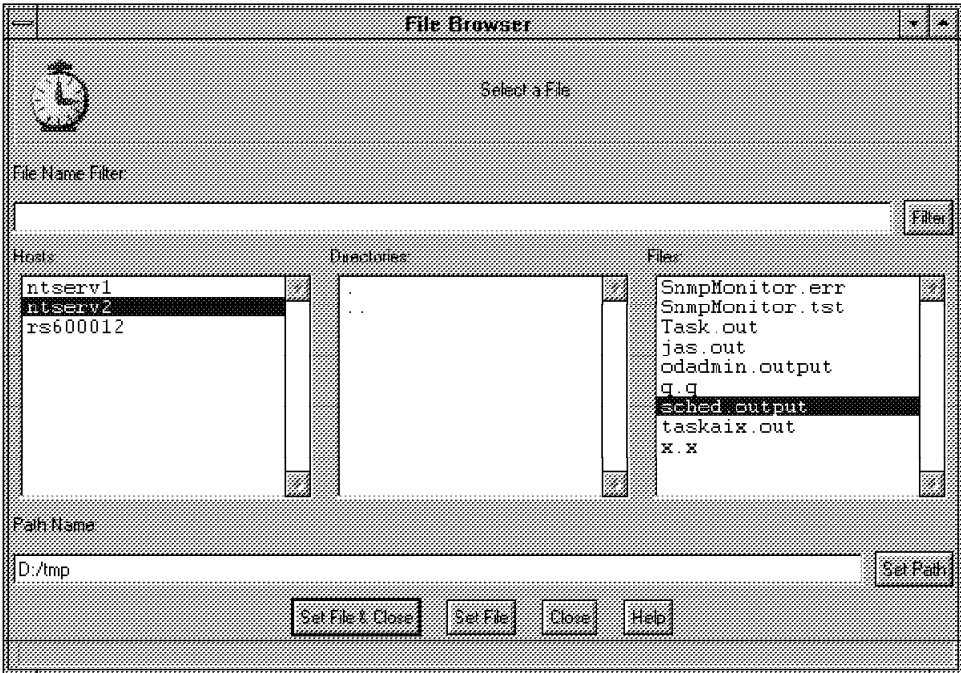 File Browser
Select a File
File Name Filter:
Filter
Hosts: Directories: Files:
ntserv1
ntserv2
rs600012
.
..
SnmpMonitor.err
SnmpMonitor.tst
Task.out
jas.out
odadmin.output
q.q
sched.output
taskaix.out
x.x
Path Name
D:/tmp
Set Path
Set File & Close Set File Close Help